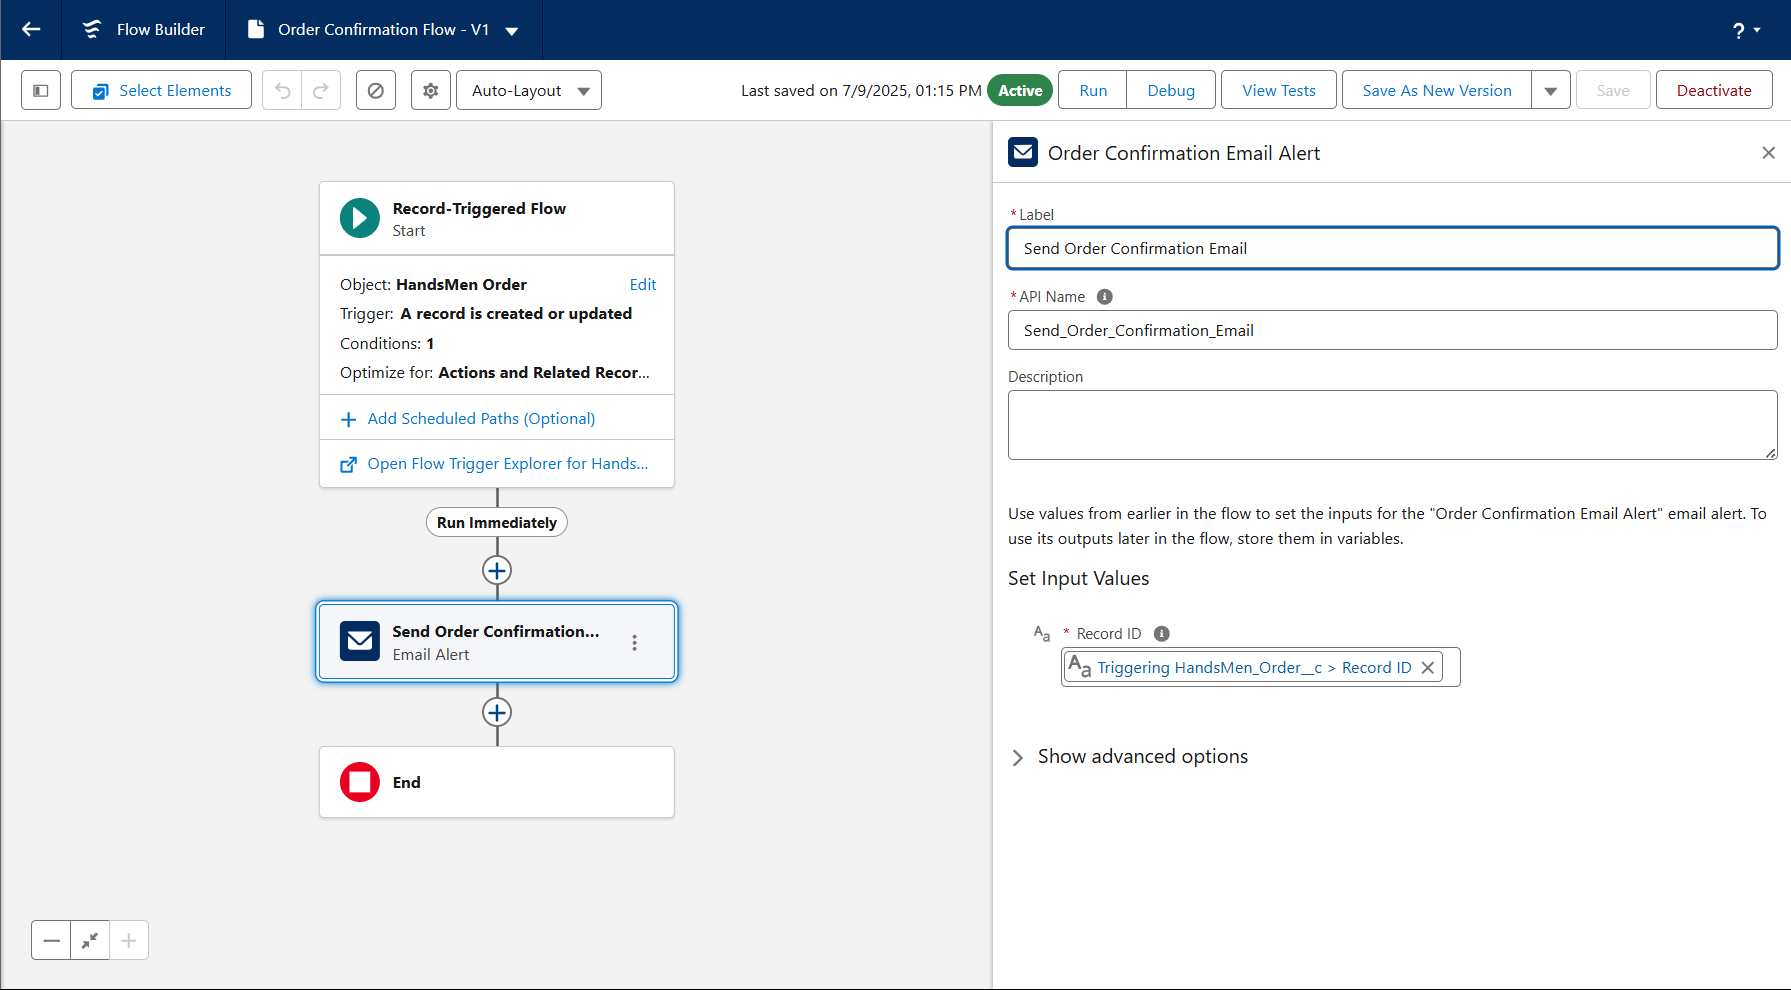 Flow Builder
Order Confirmation Flow - V1
?
Select Elements
Auto-Layout
Last saved on 7/9/2025, 01:15 PM
Active
Run
Debug
View Tests
Save As New Version
Save
Deactivate
Record-Triggered Flow
Start
Object: HandsMen Order
Edit
Trigger: A record is created or updated
Conditions: 1
Optimize for: Actions and Related Recor...
Add Scheduled Paths (Optional)
Open Flow Trigger Explorer for Hands...
Run Immediately
Send Order Confirmation...
Email Alert
End
Order Confirmation Email Alert
*Label
Send Order Confirmation Email
*API Name
Send_Order_Confirmation_Email
Description
Use values from earlier in the flow to set the inputs for the "Order Confirmation Email Alert" email alert. To
use its outputs later in the flow, store them in variables.
Set Input Values
Aa * Record ID
Aa Triggering HandsMen_Order__c > Record ID
Show advanced options